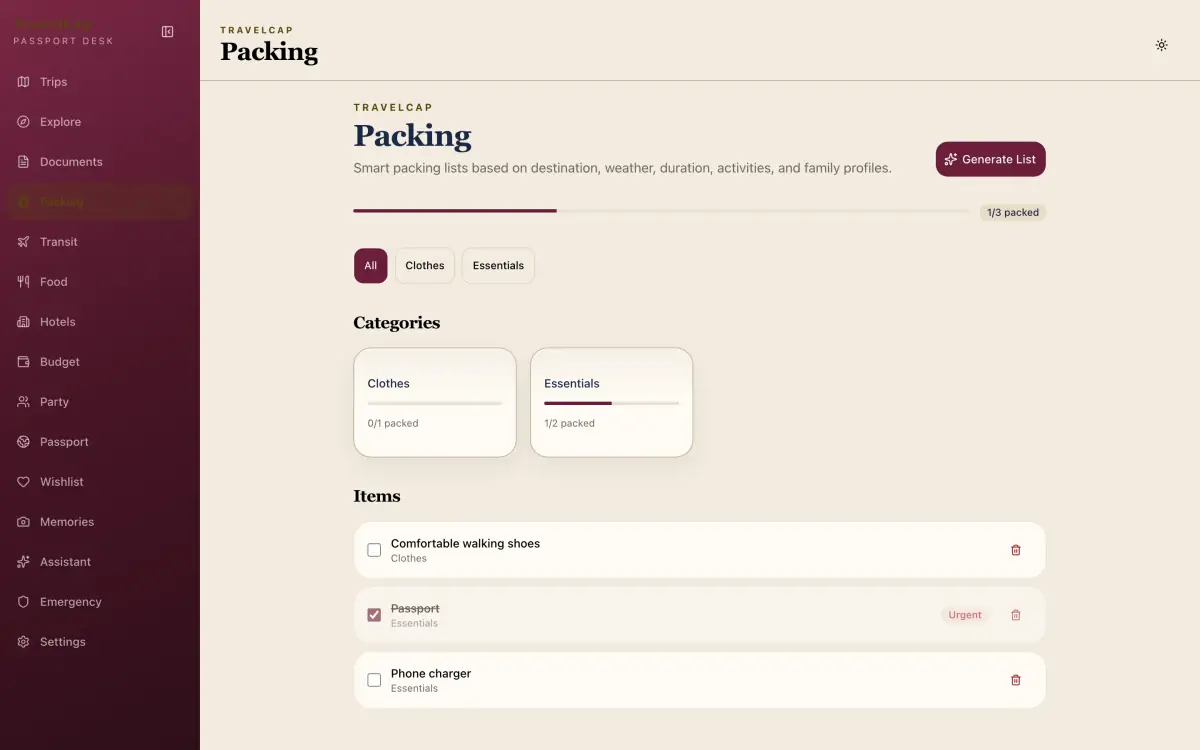 TravelCap
PASSPORT DESK
Trips
Explore
Documents
Packing
Transit
Food
Hotels
Budget
Party
Passport
Wishlist
Memories
Assistant
Emergency
Settings
TRAVELCAP
Packing
TRAVELCAP
Packing
Smart packing lists based on destination, weather, duration, activities, and family profiles.
Generate List
1/3 packed
All
Clothes
Essentials
Categories
Clothes
0/1 packed
Essentials
1/2 packed
Items
Comfortable walking shoes
Clothes
Passport
Essentials
Urgent
Phone charger
Essentials